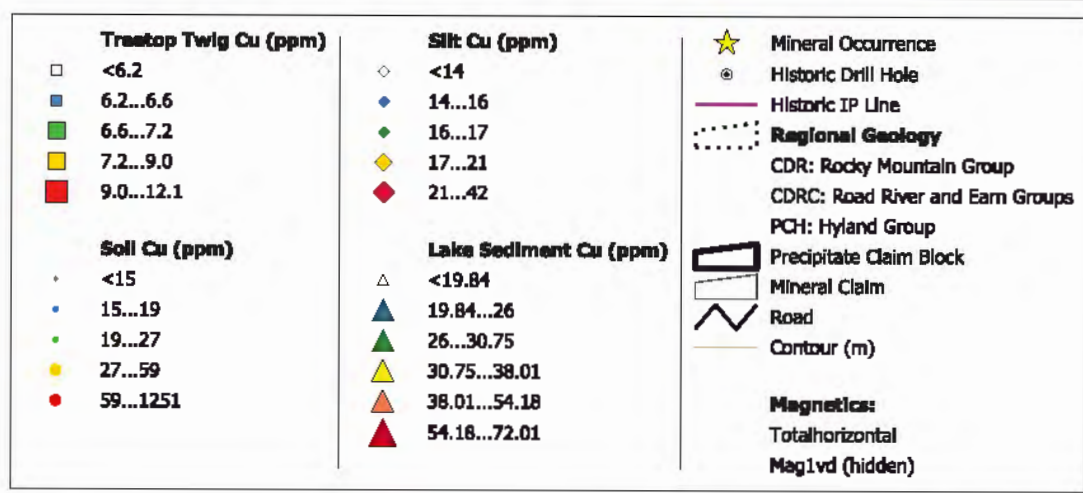 Treetop Twig Cu (ppm)
<6.2
6.2...6.6
6.6...7.2
7.2...9.0
9.0...12.1
Soil Cu (ppm)
<15
15...19
19...27
27...59
59...1251
Silt Cu (ppm)
<14
14...16
16...17
17...21
21...42
Lake Sediment Cu (ppm)
<19.84
19.84...26
26...30.75
30.75...38.01
38.01...54.18
54.18...72.01
Mineral Occurrence
Historic Drill Hole
Historic IP Line
Regional Geology
CDR: Rocky Mountain Group
CDRC: Road River and Earn Groups
PCH: Hyland Group
Precipitate Claim Block
Mineral Claim
Road
Contour (m)
Magnetics:
Totalhorizontal
Mag1vd (hidden)